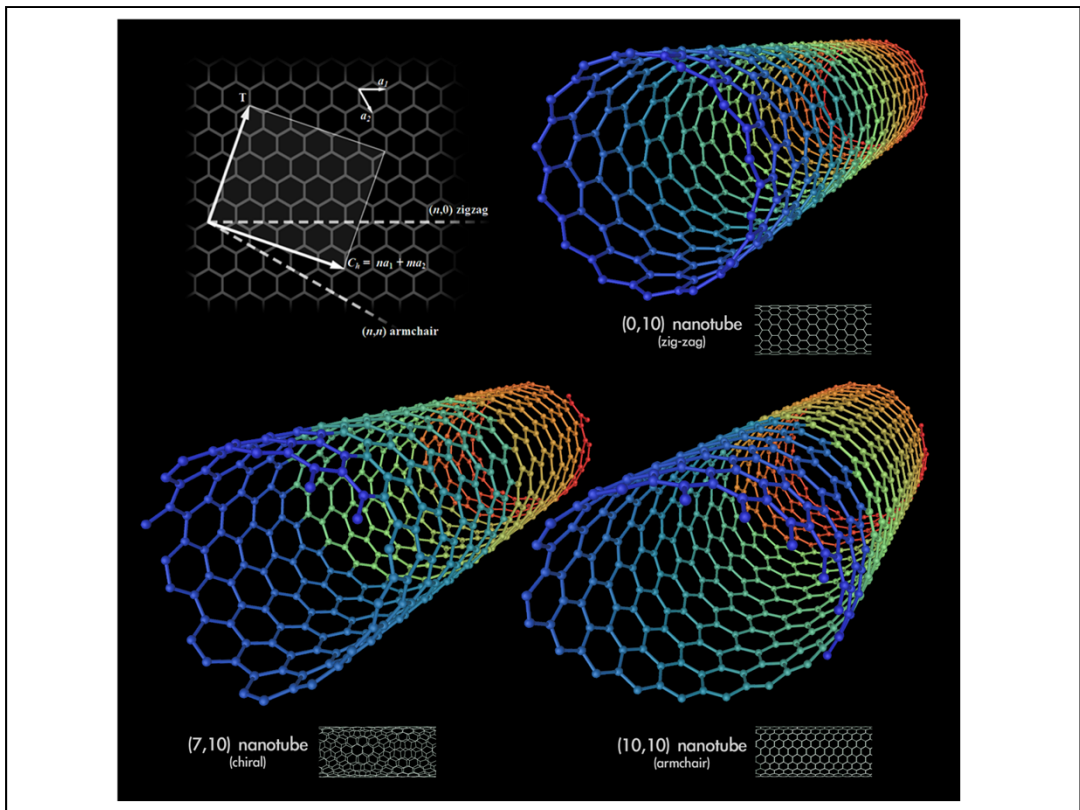 T
a1
a2
(n,0) zigzag
Ch = na1 + ma2
(n,n) armchair
(0,10) nanotube
(zig-zag)
(7,10) nanotube
(chiral)
(10,10) nanotube
(armchair)